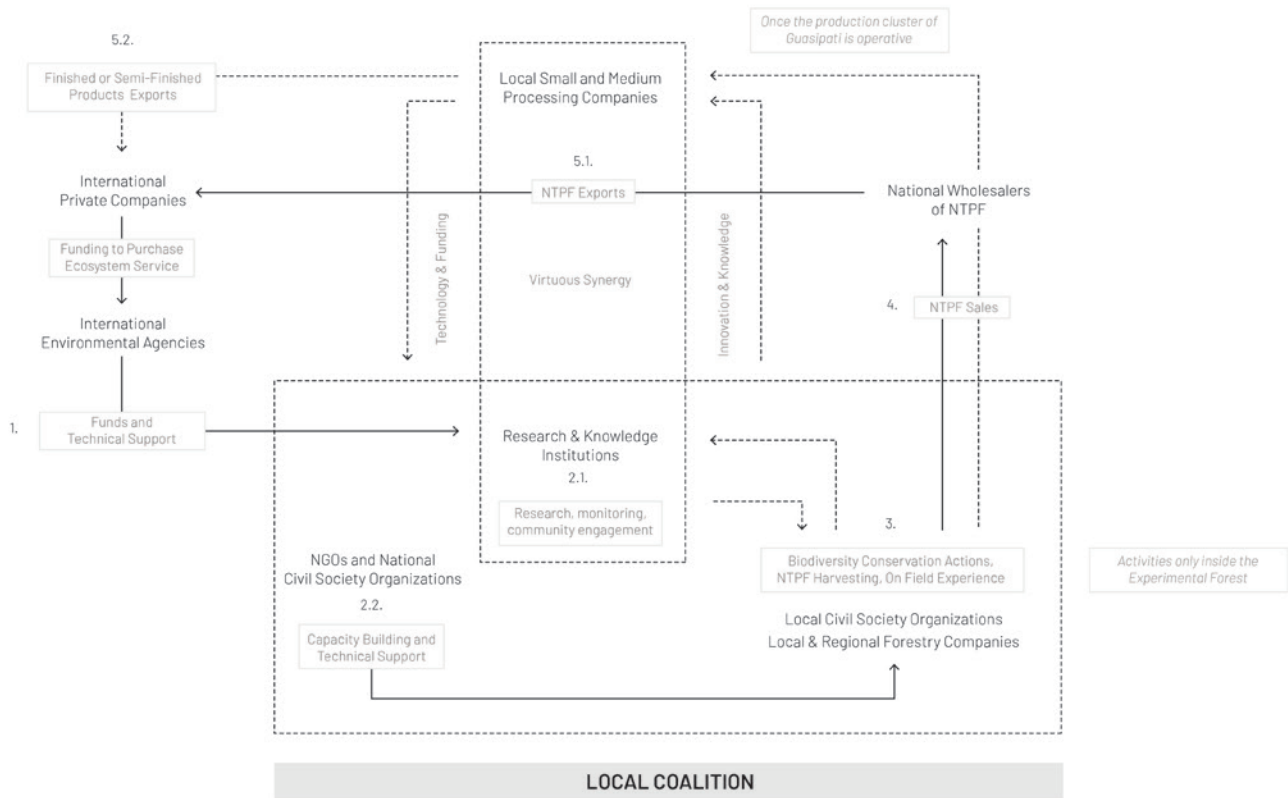 5.2.
Once the production cluster of
Guasipati is operative
Finished or Semi-Finished
Products Exports
Local Small and Medium
Processing Companies
5.1.
International
Private Companies
NTPF Exports
National Wholesalers
of NTPF
Funding to Purchase
Ecosystem Service
Technology & Funding
Virtuous Synergy
Innovation & Knowledge
4.
NTPF Sales
International
Environmental Agencies
1.
Funds and
Technical Support
Research & Knowledge
Institutions
2.1.
Research, monitoring,
community engagement
3.
NGOs and National
Civil Society Organizations
Biodiversity Conservation Actions,
NTPF Harvesting, On Field Experience
Activities only inside the
Experimental Forest
2.2.
Local Civil Society Organizations
Local & Regional Forestry Companies
Capacity Building and
Technical Support
LOCAL COALITION